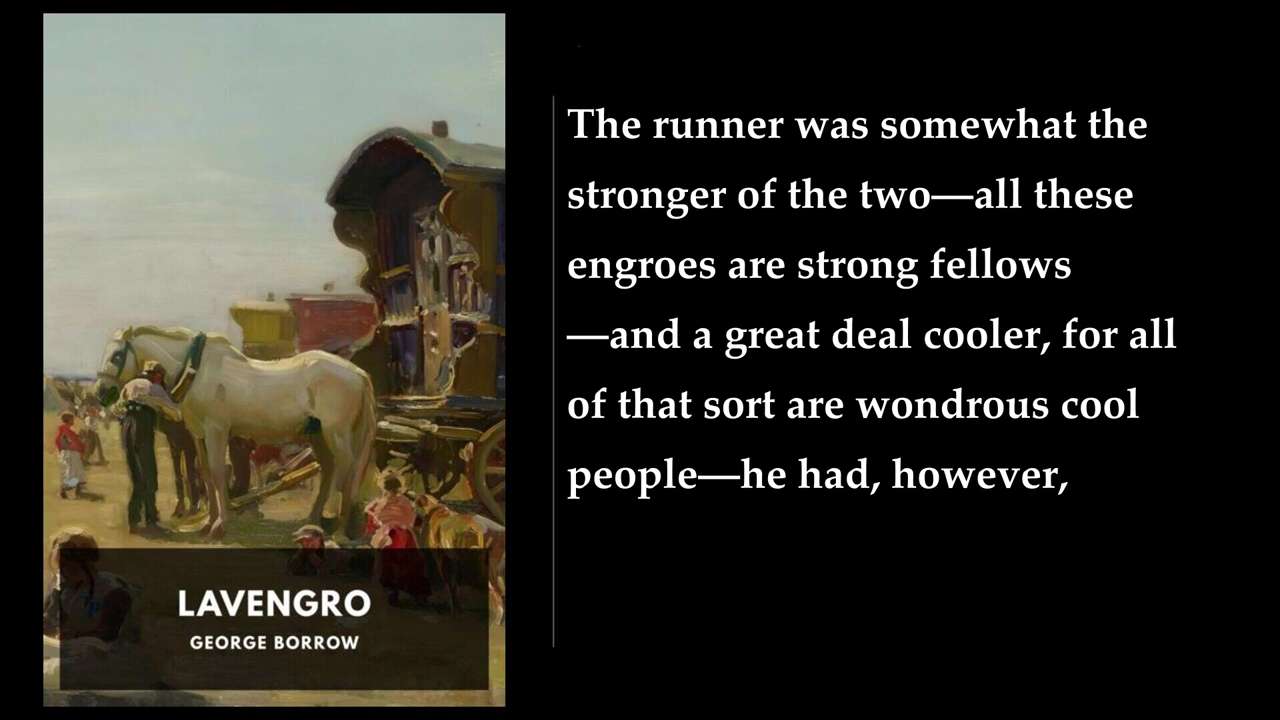 LAVENGRO
GEORGE BORROW
The runner was somewhat the
stronger of the two—all these
engroes are strong fellows
—and a great deal cooler, for all
of that sort are wondrous cool
people—he had, however,